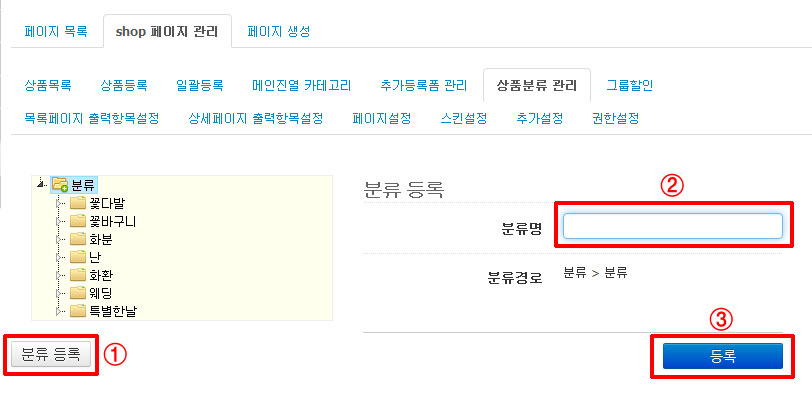 페이지 목록 shop 페이지 관리 페이지 생성
상품목록 상품등록 일괄등록 메인진열 카테고리 추가등록폼 관리 상품분류 관리 그룹할인
목록페이지 출력항목설정 상세페이지 출력항목설정 페이지설정 스킨설정 추가설정 권한설정
분류
꽃다발
꽃바구니
화분
난
화환
웨딩
특별한날
분류 등록 ①
분류 등록
②
분류명
분류경로 분류 > 분류
③
등록